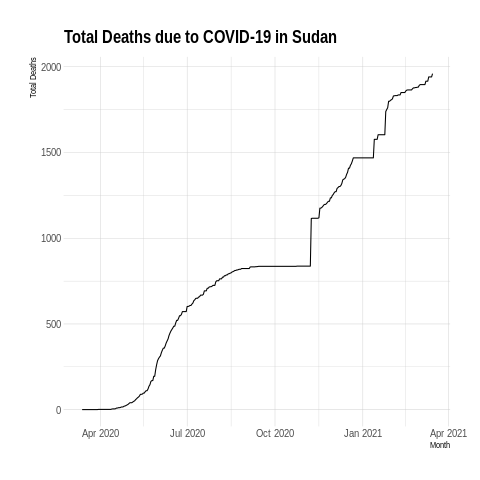 Total Deaths due to COVID-19 in Sudan
Total Deaths
2000
1500
1000
500
0
Apr 2020
Jul 2020
Oct 2020
Jan 2021
Apr 2021
Month